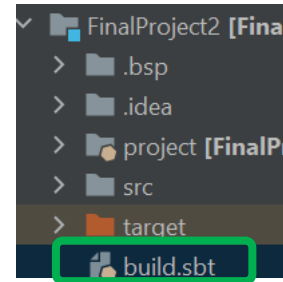 FinalProject2 [Fina
.bsp
.idea
project [FinalPr
src
target
build.sbt